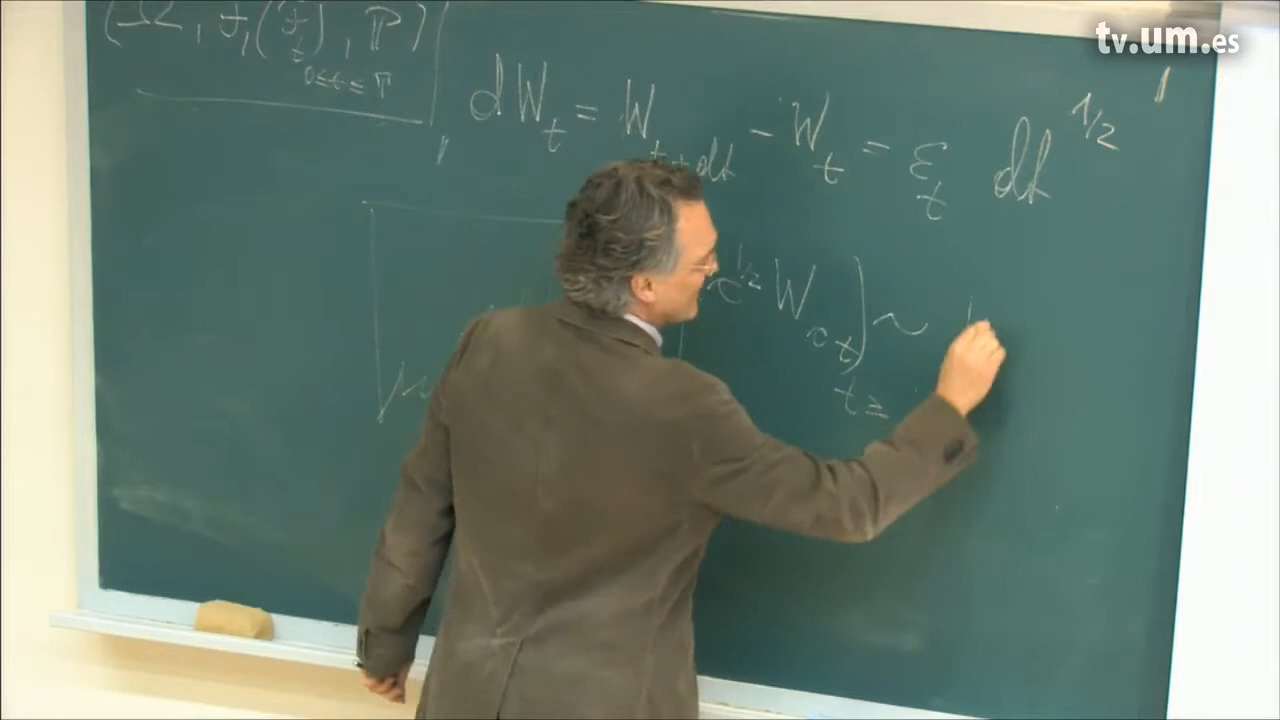 tv.um.es
(Ω, F, (F_t)_{0≤t≤T}, P)
dW_t = W_{t+dt} - W_t = ε_t dt^{1/2}
c^{1/2} W_{ct})_{t≥ ~